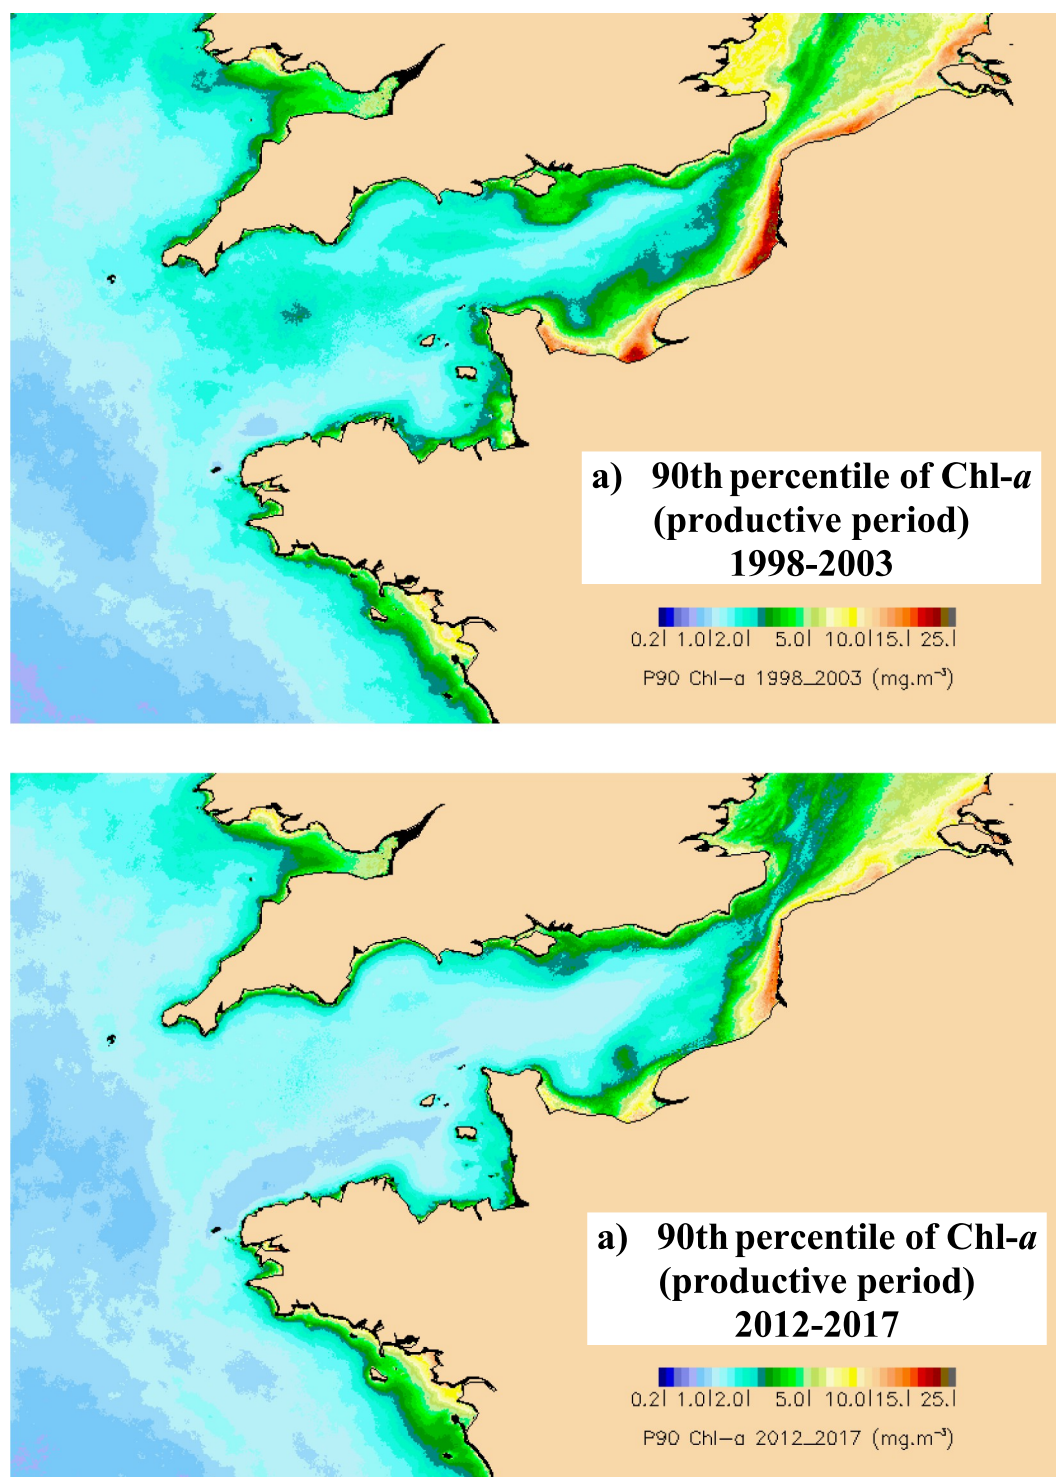 a) 90th percentile of Chl-a
(productive period)
1998-2003
0.2| 1.0|2.0| 5.0| 10.0|15.| 25.|
P90 Chl-a 1998_2003 (mg.m⁻³)
a) 90th percentile of Chl-a
(productive period)
2012-2017
0.2| 1.0|2.0| 5.0| 10.0|15.| 25.|
P90 Chl-a 2012_2017 (mg.m⁻³)